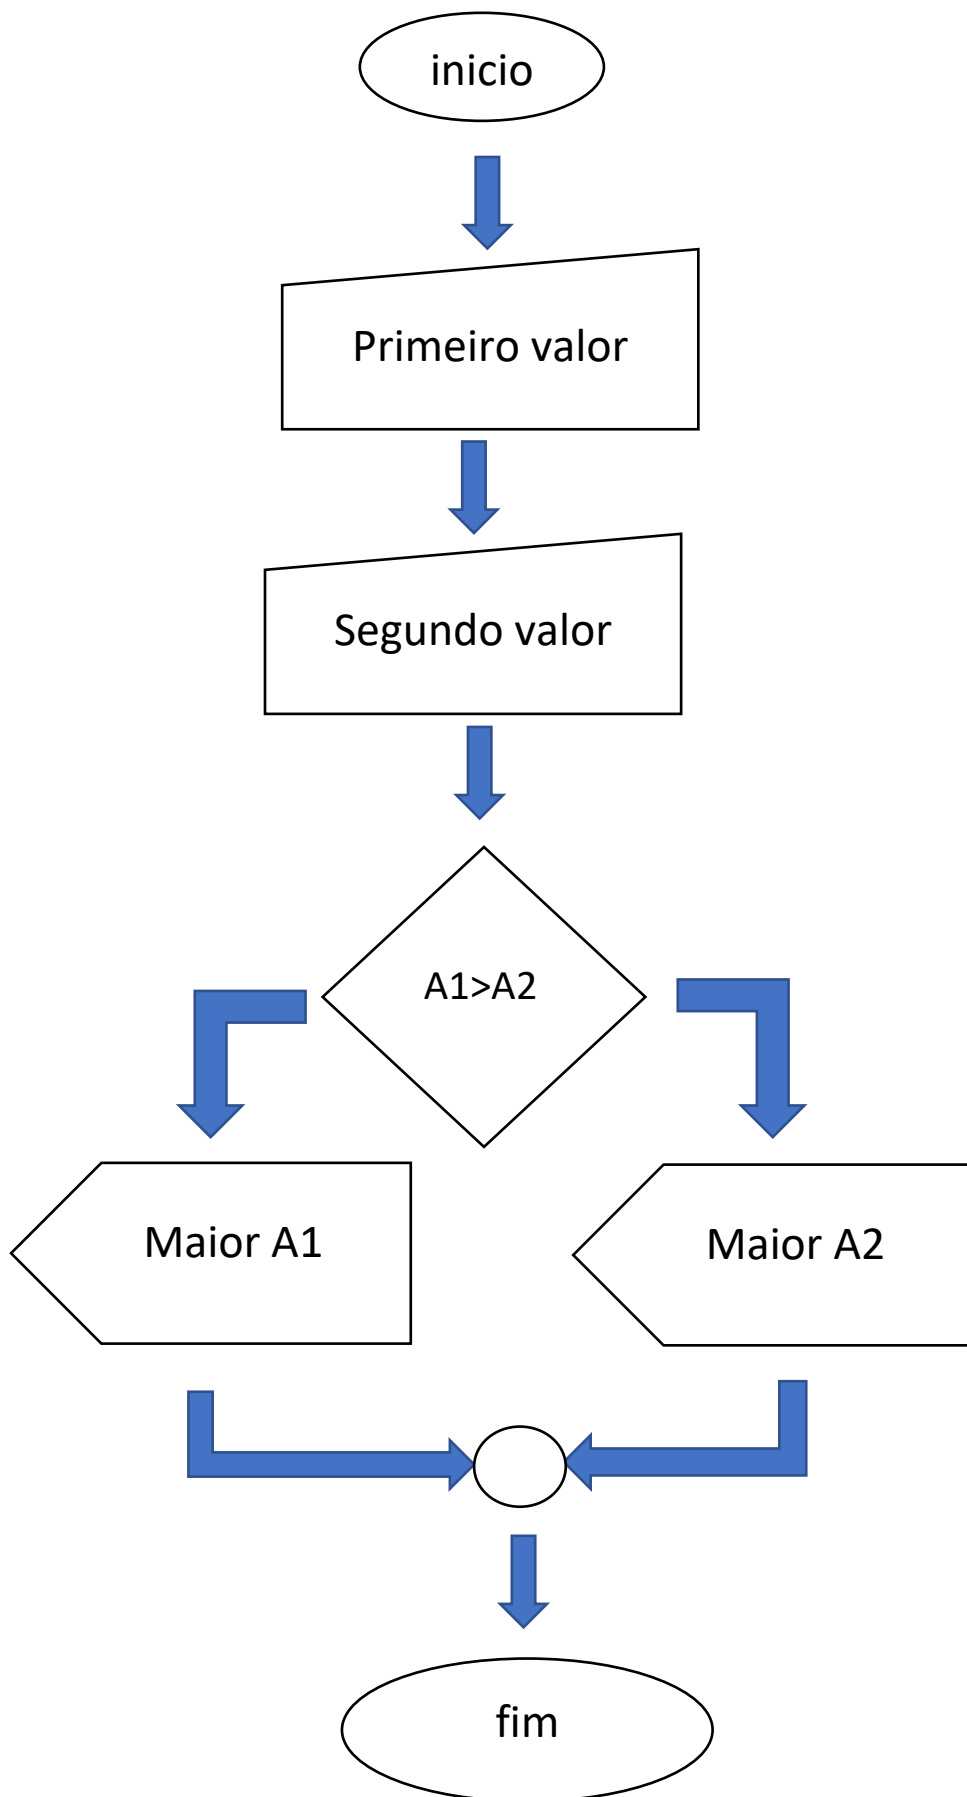 inicio
Primeiro valor
Segundo valor
A1>A2
Maior A1
Maior A2
fim